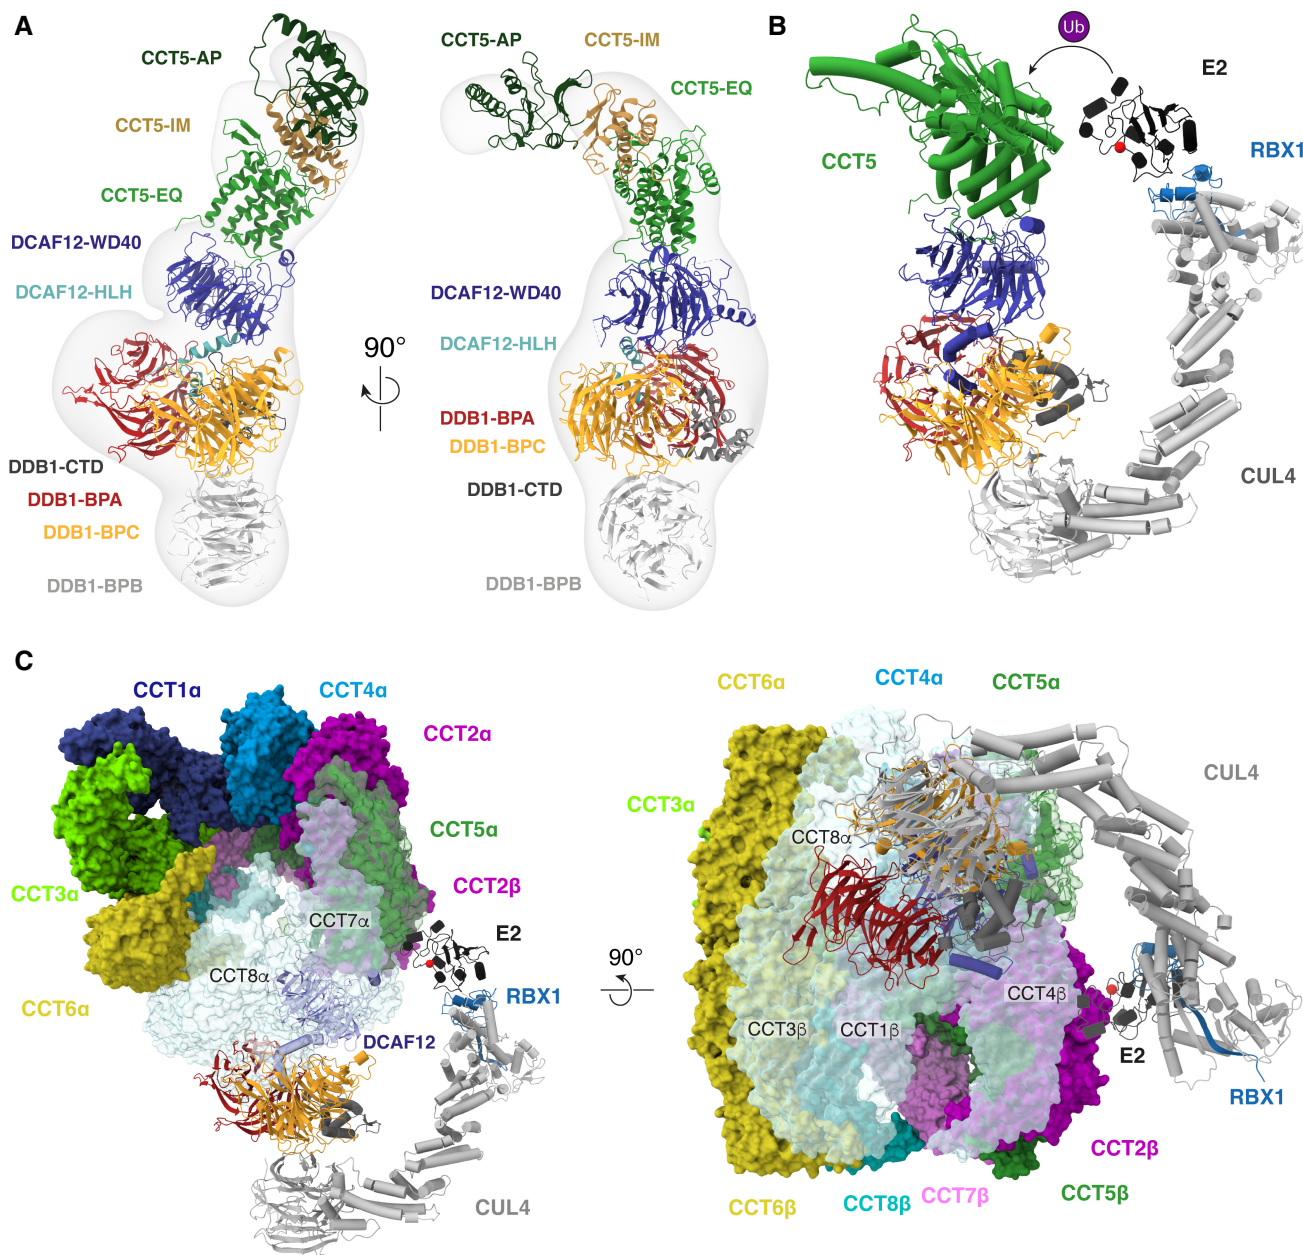 A
CCT5-AP
CCT5-IM
CCT5-EQ
DCAF12-WD40
DCAF12-HLH
DDB1-CTD
DDB1-BPA
DDB1-BPC
DDB1-BPB
90°
CCT5-AP
CCT5-IM
CCT5-EQ
DCAF12-WD40
DCAF12-HLH
DDB1-BPA
DDB1-BPC
DDB1-CTD
DDB1-BPB
B
Ub
E2
CCT5
RBX1
CUL4
C
CCT1α
CCT4α
CCT2α
CCT5α
CCT3α
CCT2β
CCT7α
E2
CCT8α
RBX1
CCT6α
DCAF12
CUL4
90°
CCT6α
CCT4α
CCT5α
CUL4
CCT3α
CCT8α
CCT4β
CCT3β
CCT1β
E2
RBX1
CCT2β
CCT6β
CCT8β
CCT7β
CCT5β